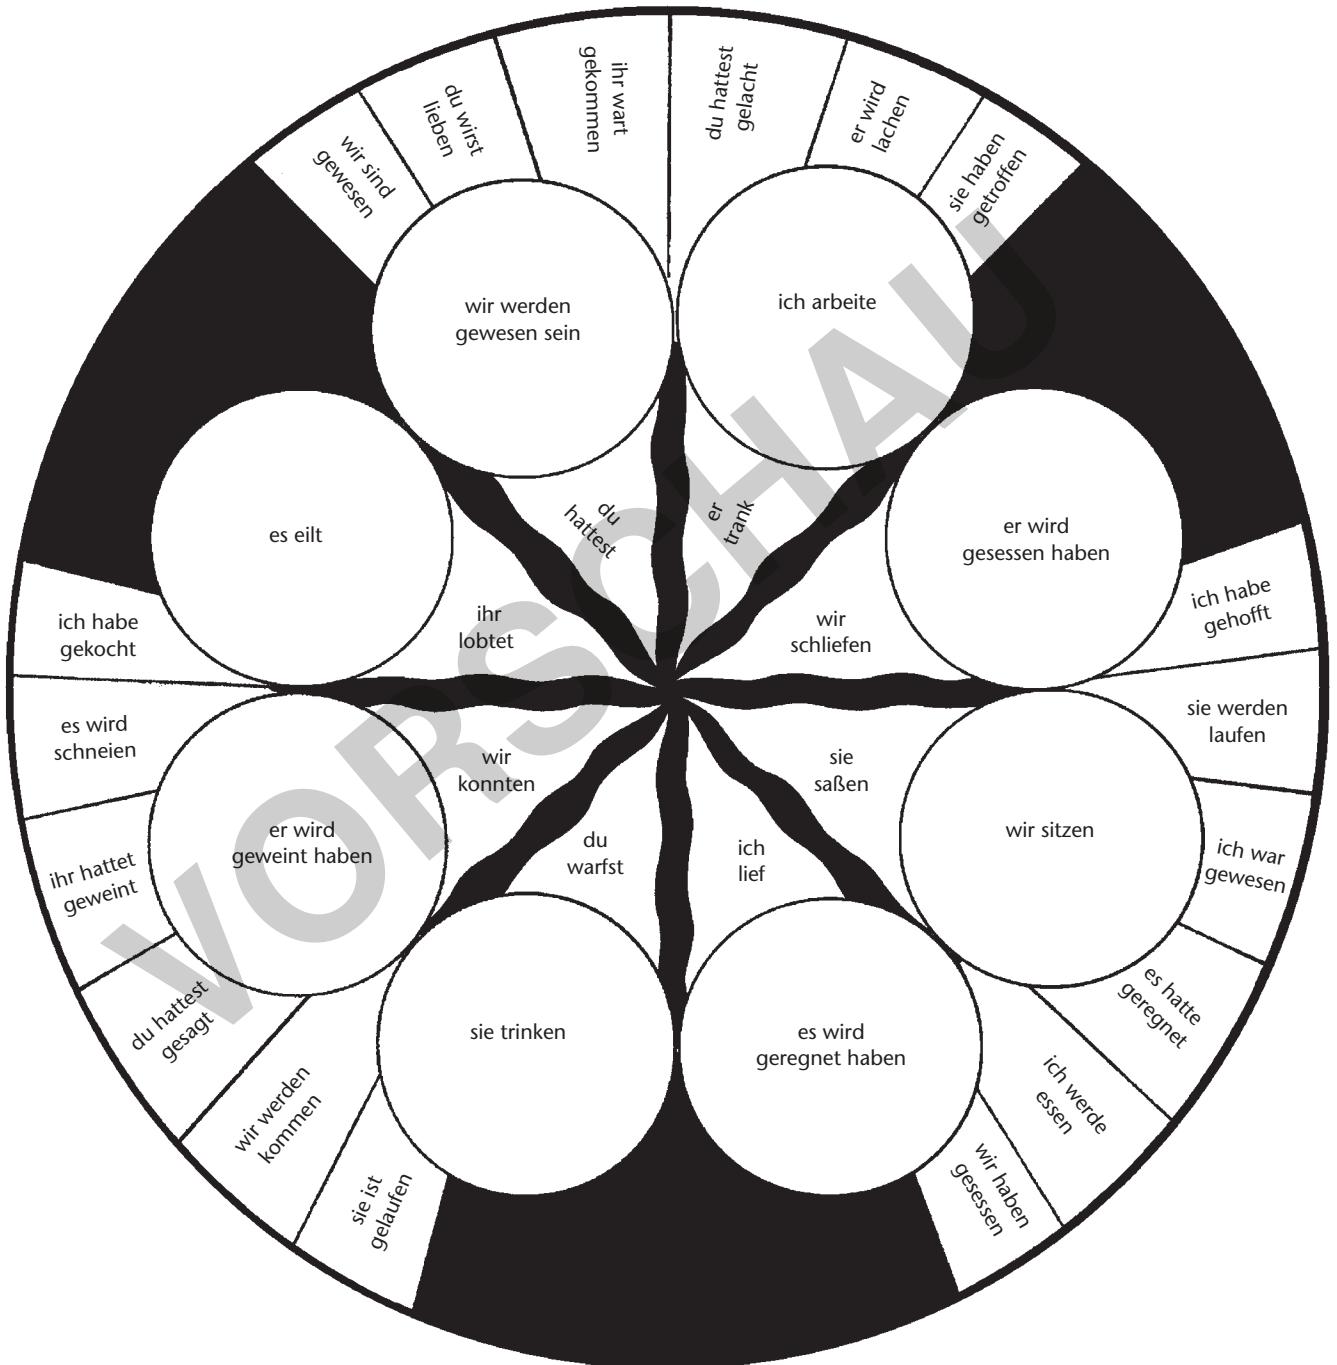 ihr wart
gekommen
du hattest
gelacht
er wird
lachen
sie haben
getroffen
du wirst
lieben
wir sind
gewesen
wir werden
gewesen sein
ich arbeite
es eilt
er wird
gesessen haben
du
hattest
er
trank
ihr
lobtet
wir
schliefen
ich habe
gekocht
ich habe
gehofft
es wird
schneien
sie werden
laufen
wir
konnten
sie
saßen
er wird
geweint haben
wir sitzen
ihr hattet
geweint
ich war
gewesen
du
warfst
ich
lief
du hattest
gesagt
es hatte
geregnet
sie trinken
es wird
geregnet haben
wir werden
kommen
ich werde
essen
sie ist
gelaufen
wir haben
gesessen
VORSCHAU